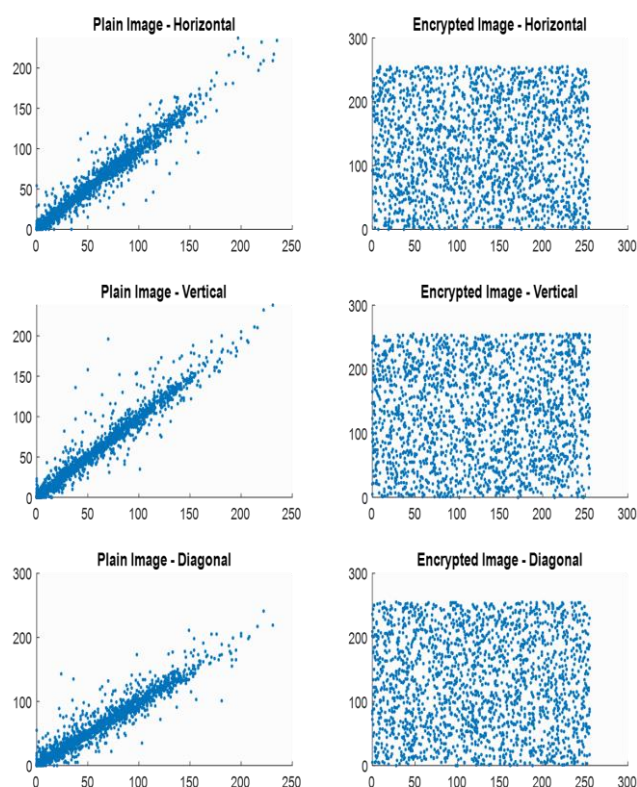 Plain Image - Horizontal
200
150
100
50
0
0 50 100 150 200 250
Encrypted Image - Horizontal
300
200
100
0
0 50 100 150 200 250 300
Plain Image - Vertical
200
150
100
50
0
0 50 100 150 200 250
Encrypted Image - Vertical
300
200
100
0
0 50 100 150 200 250 300
Plain Image - Diagonal
300
200
100
0
0 50 100 150 200 250
Encrypted Image - Diagonal
300
200
100
0
0 50 100 150 200 250 300